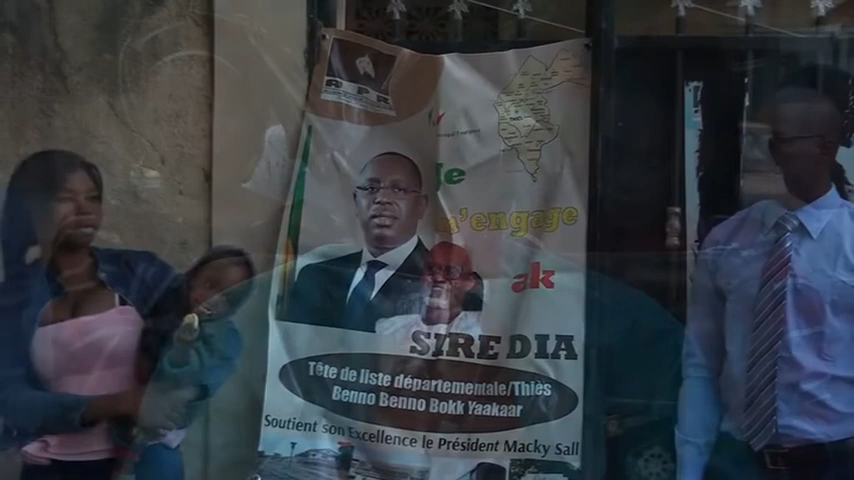 APR
Je
m'engage
ak
SIRE DIA
Tête de liste départementale/Thiès
Benno Benno Bokk Yaakaar
Soutient son Excellence le Président Macky Sall